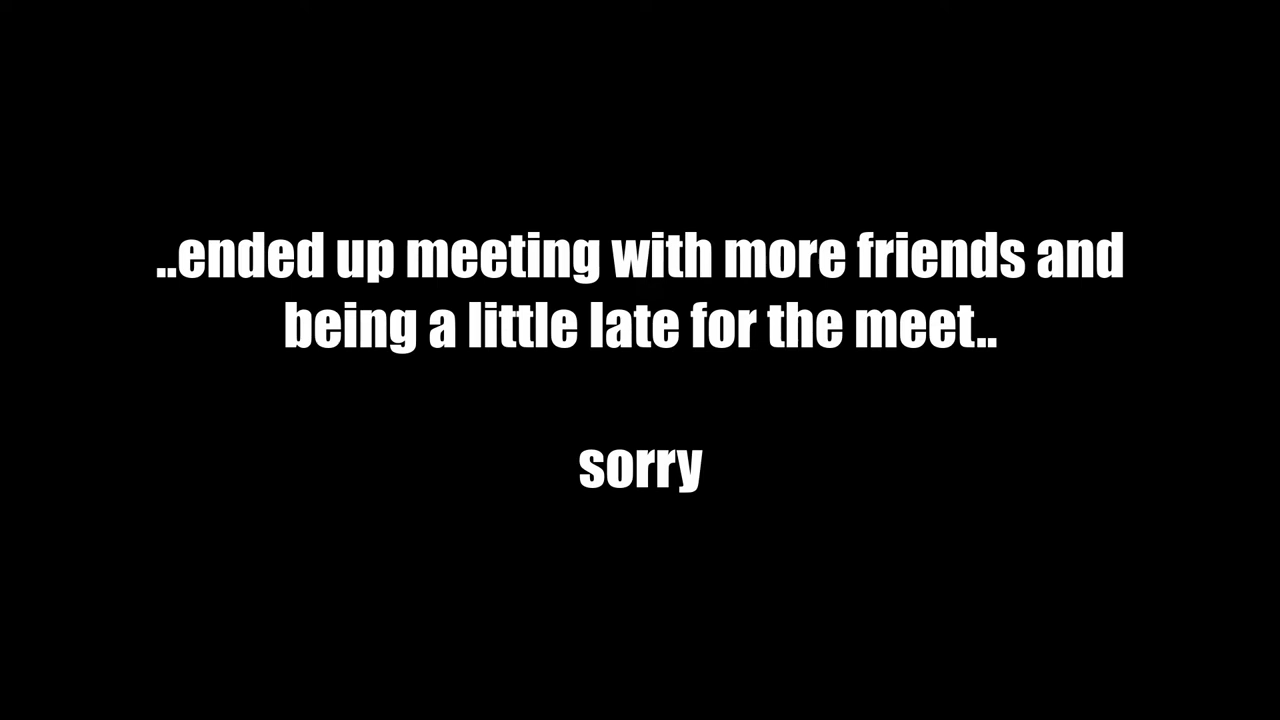 ..ended up meeting with more friends and
being a little late for the meet..
sorry